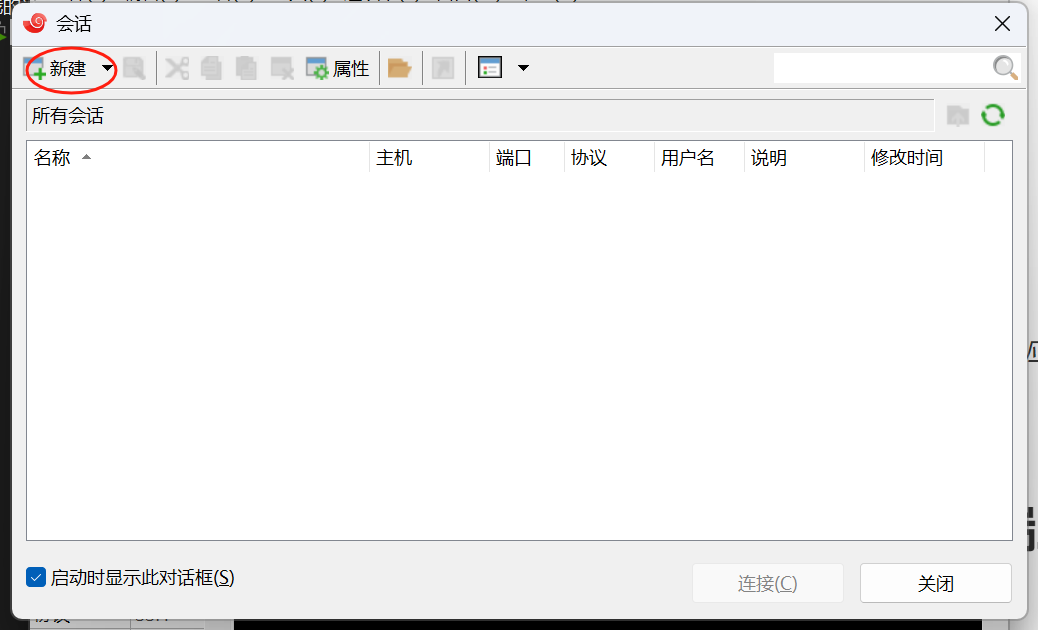 会话
新建
属性
所有会话
名称 主机 端口 协议 用户名 说明 修改时间
启动时显示此对话框(S)
连接(C) 关闭